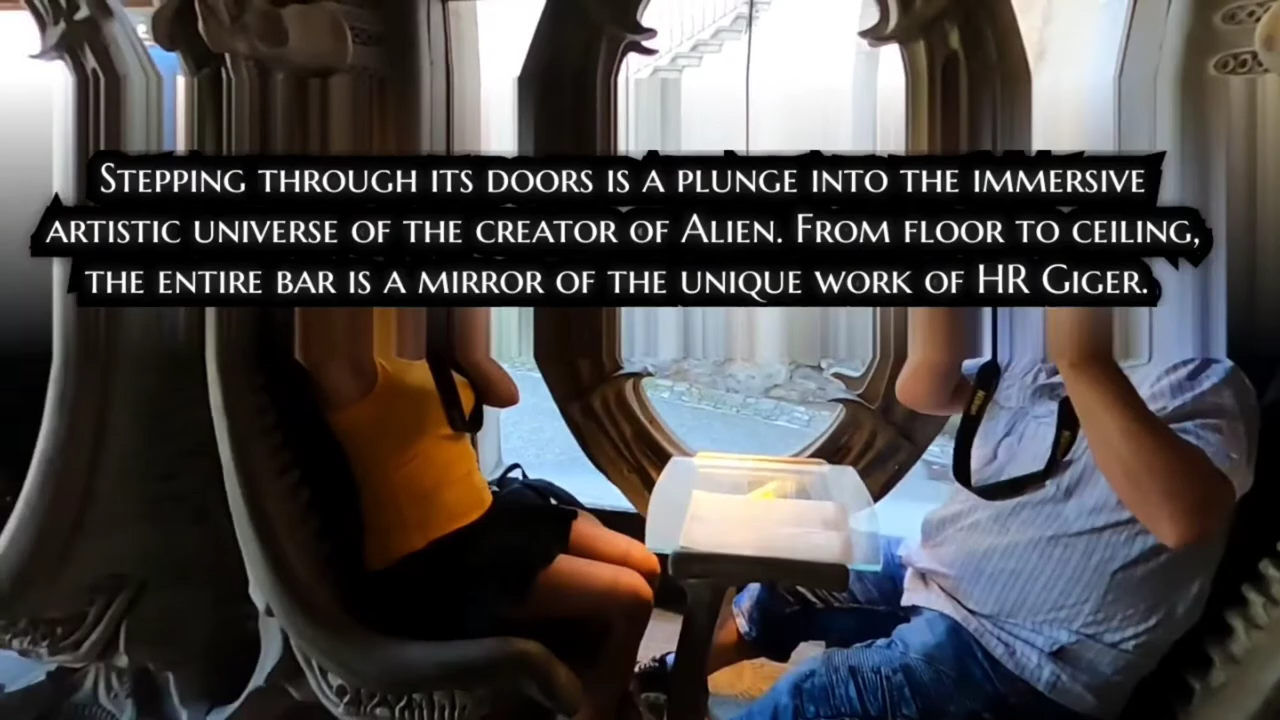 Stepping through its doors is a plunge into the immersive
artistic universe of the creator of Alien. From floor to ceiling,
the entire bar is a mirror of the unique work of HR Giger.